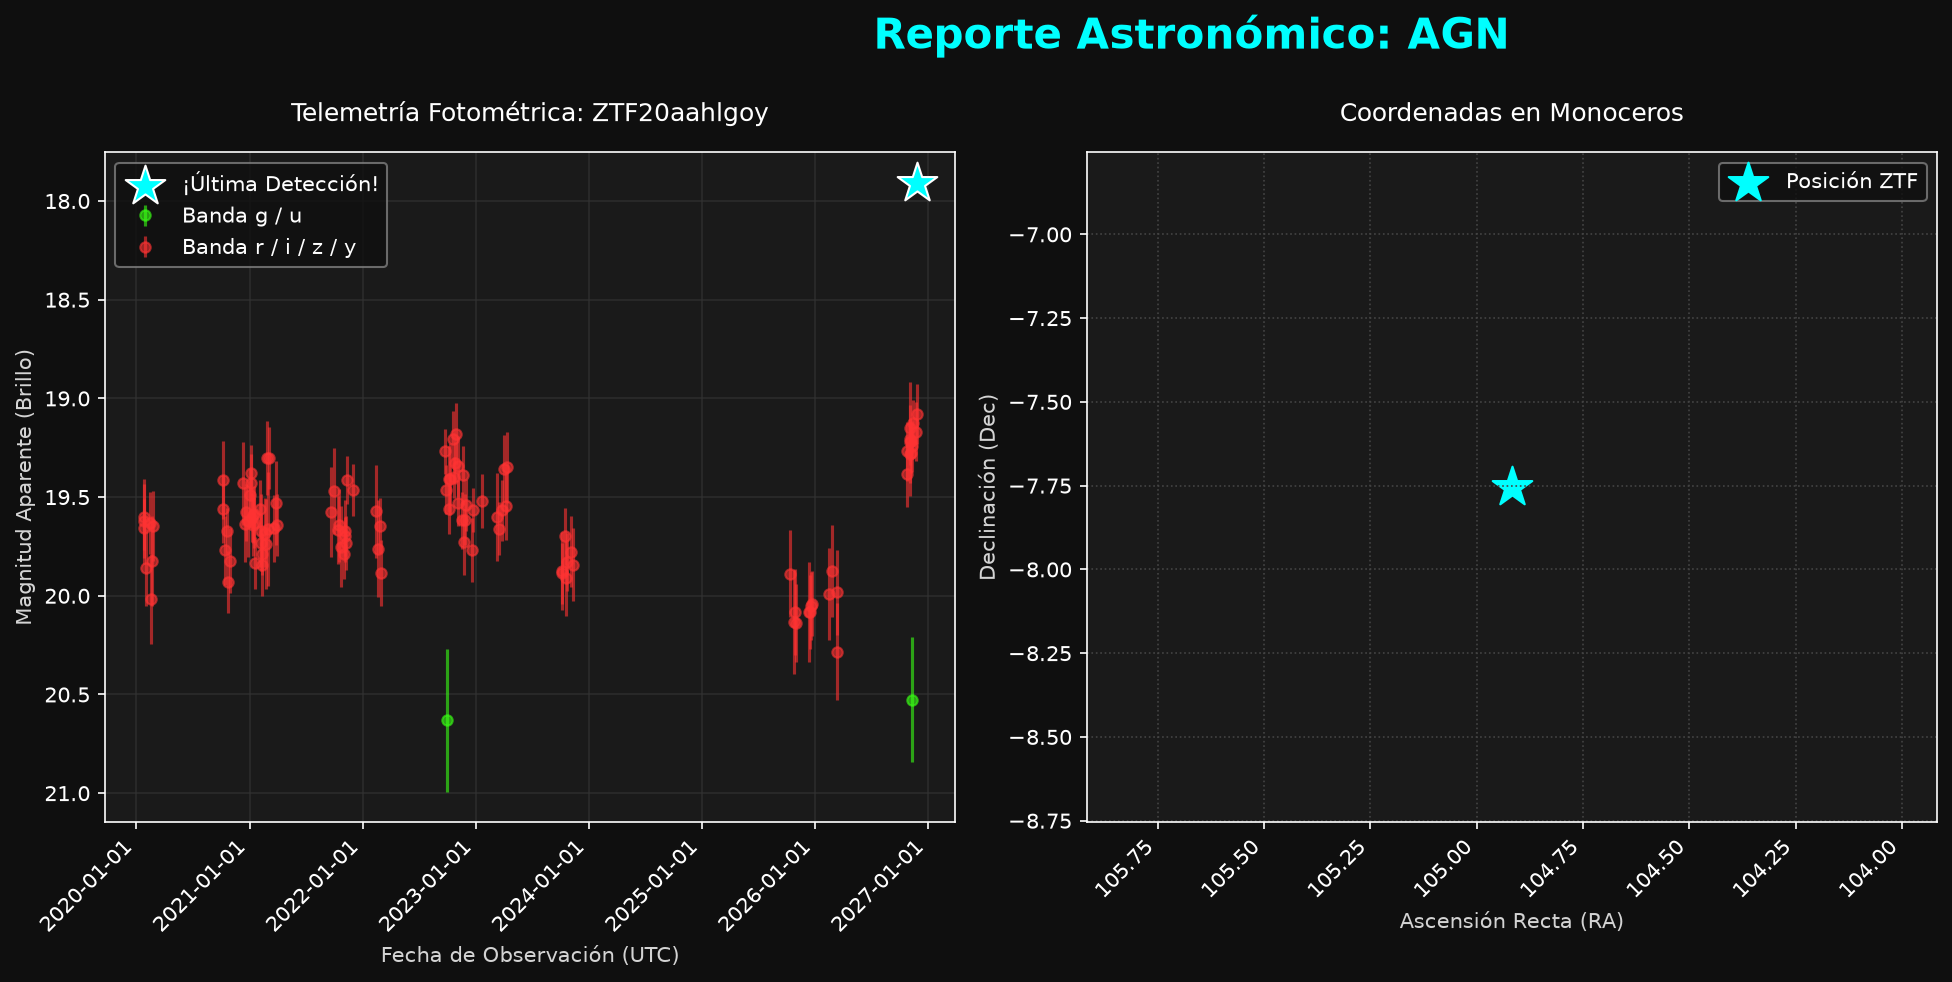 Reporte Astronómico: AGN
Telemetría Fotométrica: ZTF20aahlgoy
¡Última Detección!
Banda g / u
Banda r / i / z / y
Magnitud Aparente (Brillo)
18.0
18.5
19.0
19.5
20.0
20.5
21.0
2020-01-01
2021-01-01
2022-01-01
2023-01-01
2024-01-01
2025-01-01
2026-01-01
2027-01-01
Fecha de Observación (UTC)
Coordenadas en Monoceros
Posición ZTF
Declinación (Dec)
−7.00
−7.25
−7.50
−7.75
−8.00
−8.25
−8.50
−8.75
105.75
105.50
105.25
105.00
104.75
104.50
104.25
104.00
Ascensión Recta (RA)